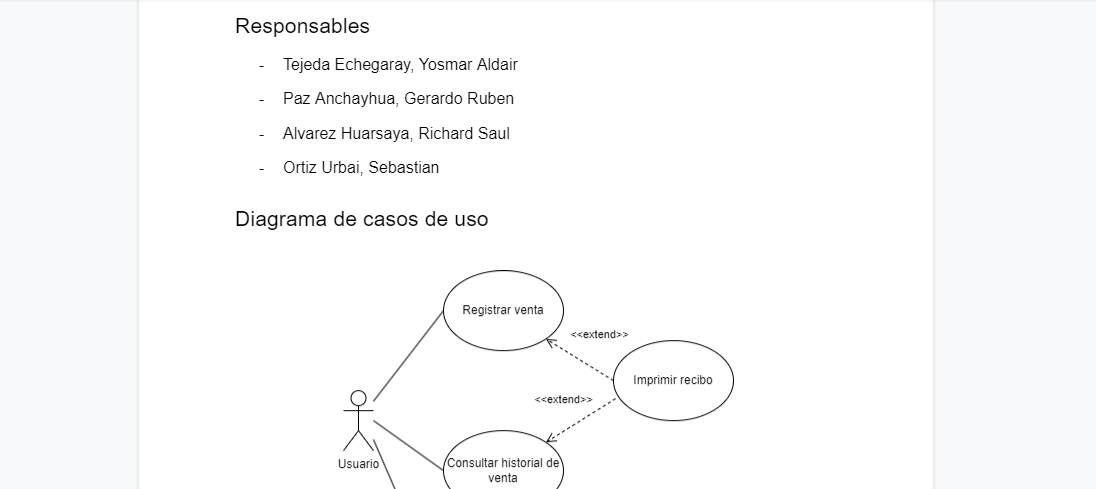 Responsables
- Tejeda Echegaray, Yosmar Aldair
- Paz Anchayhua, Gerardo Ruben
- Alvarez Huarsaya, Richard Saul
- Ortiz Urbai, Sebastian
Diagrama de casos de uso
Registrar venta
<<extend>>
Imprimir recibo
<<extend>>
Usuario
Consultar historial de
venta